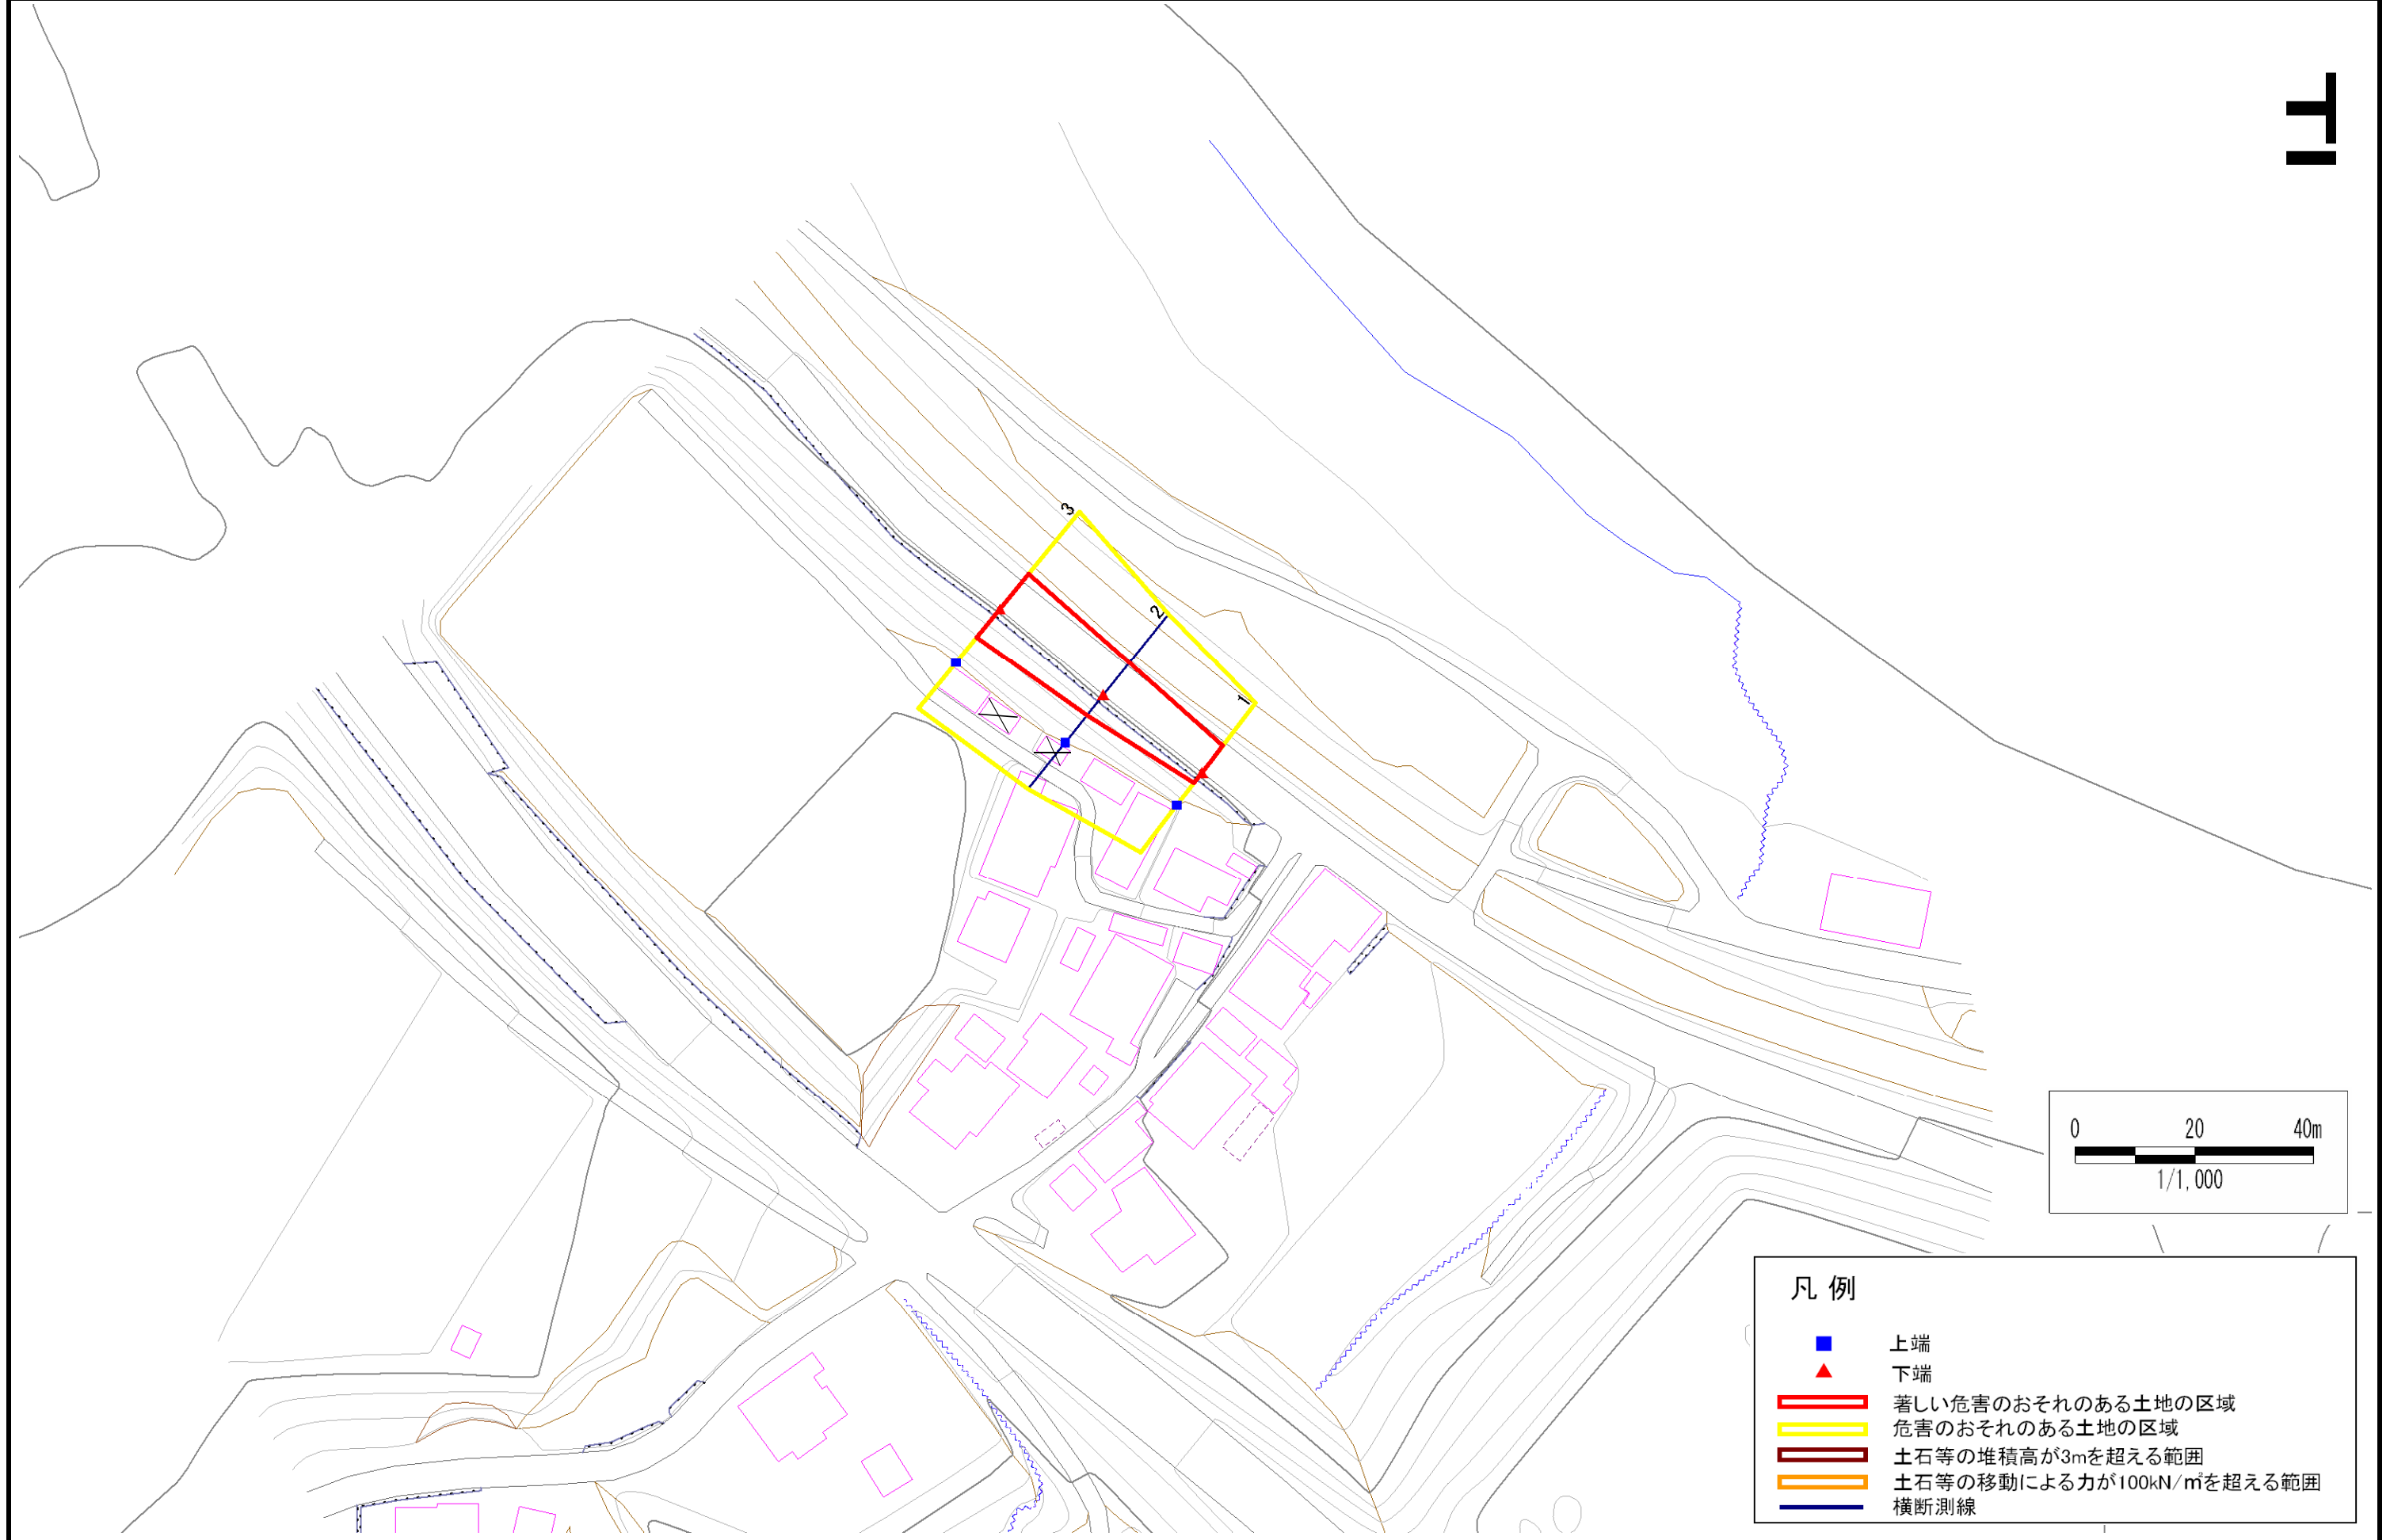 3
2
1
0 20 40m
1/1,000
凡 例
上端
下端
著しい危害のおそれのある土地の区域
危害のおそれのある土地の区域
土石等の堆積高が3mを超える範囲
土石等の移動による力が100kN/㎡を超える範囲
横断測線